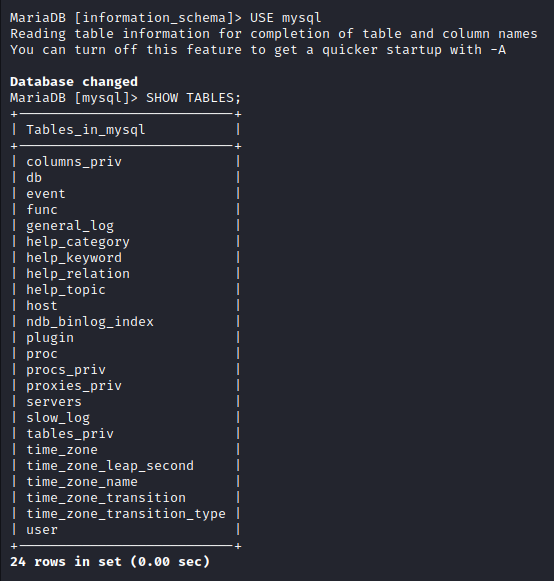 MariaDB [information_schema]> USE mysql
Reading table information for completion of table and column names
You can turn off this feature to get a quicker startup with -A
Database changed
MariaDB [mysql]> SHOW TABLES;
+---------------------------+
| Tables_in_mysql           |
+---------------------------+
| columns_priv              |
| db                        |
| event                     |
| func                      |
| general_log               |
| help_category             |
| help_keyword              |
| help_relation             |
| help_topic                |
| host                      |
| ndb_binlog_index          |
| plugin                    |
| proc                      |
| procs_priv                |
| proxies_priv              |
| servers                   |
| slow_log                  |
| tables_priv               |
| time_zone                 |
| time_zone_leap_second     |
| time_zone_name            |
| time_zone_transition      |
| time_zone_transition_type |
| user                      |
+---------------------------+
24 rows in set (0.00 sec)